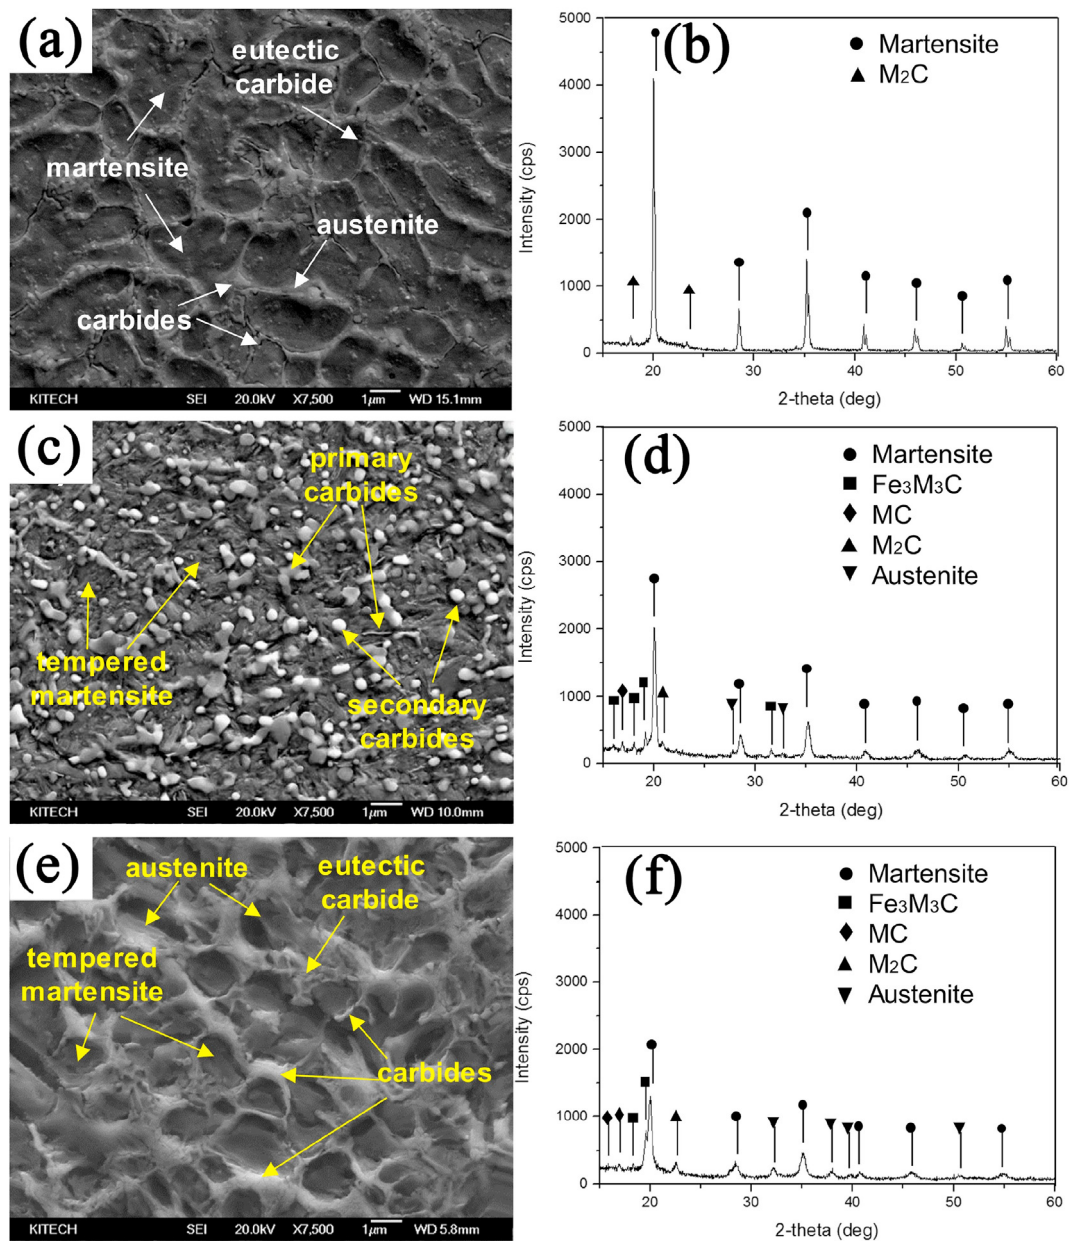 (a)
eutectic
carbide
martensite
austenite
carbides
KITECH SEI 20.0kV X7,500 1μm WD 15.1mm
(b)
Martensite
M2C
5000
4000
3000
2000
1000
0
Intensity (cps)
20 30 40 50 60
2-theta (deg)
(c)
primary
carbides
tempered
martensite
secondary
carbides
KITECH SEI 20.0kV X7,500 1μm WD 10.0mm
(d)
Martensite
Fe3M3C
MC
M2C
Austenite
5000
4000
3000
2000
1000
0
Intensity (cps)
20 30 40 50 60
2-theta (deg)
(e)
austenite
eutectic
carbide
tempered
martensite
carbides
KITECH SEI 20.0kV X7,500 1μm WD 5.8mm
(f)
Martensite
Fe3M3C
MC
M2C
Austenite
5000
4000
3000
2000
1000
0
Intensity (cps)
20 30 40 50 60
2-theta (deg)